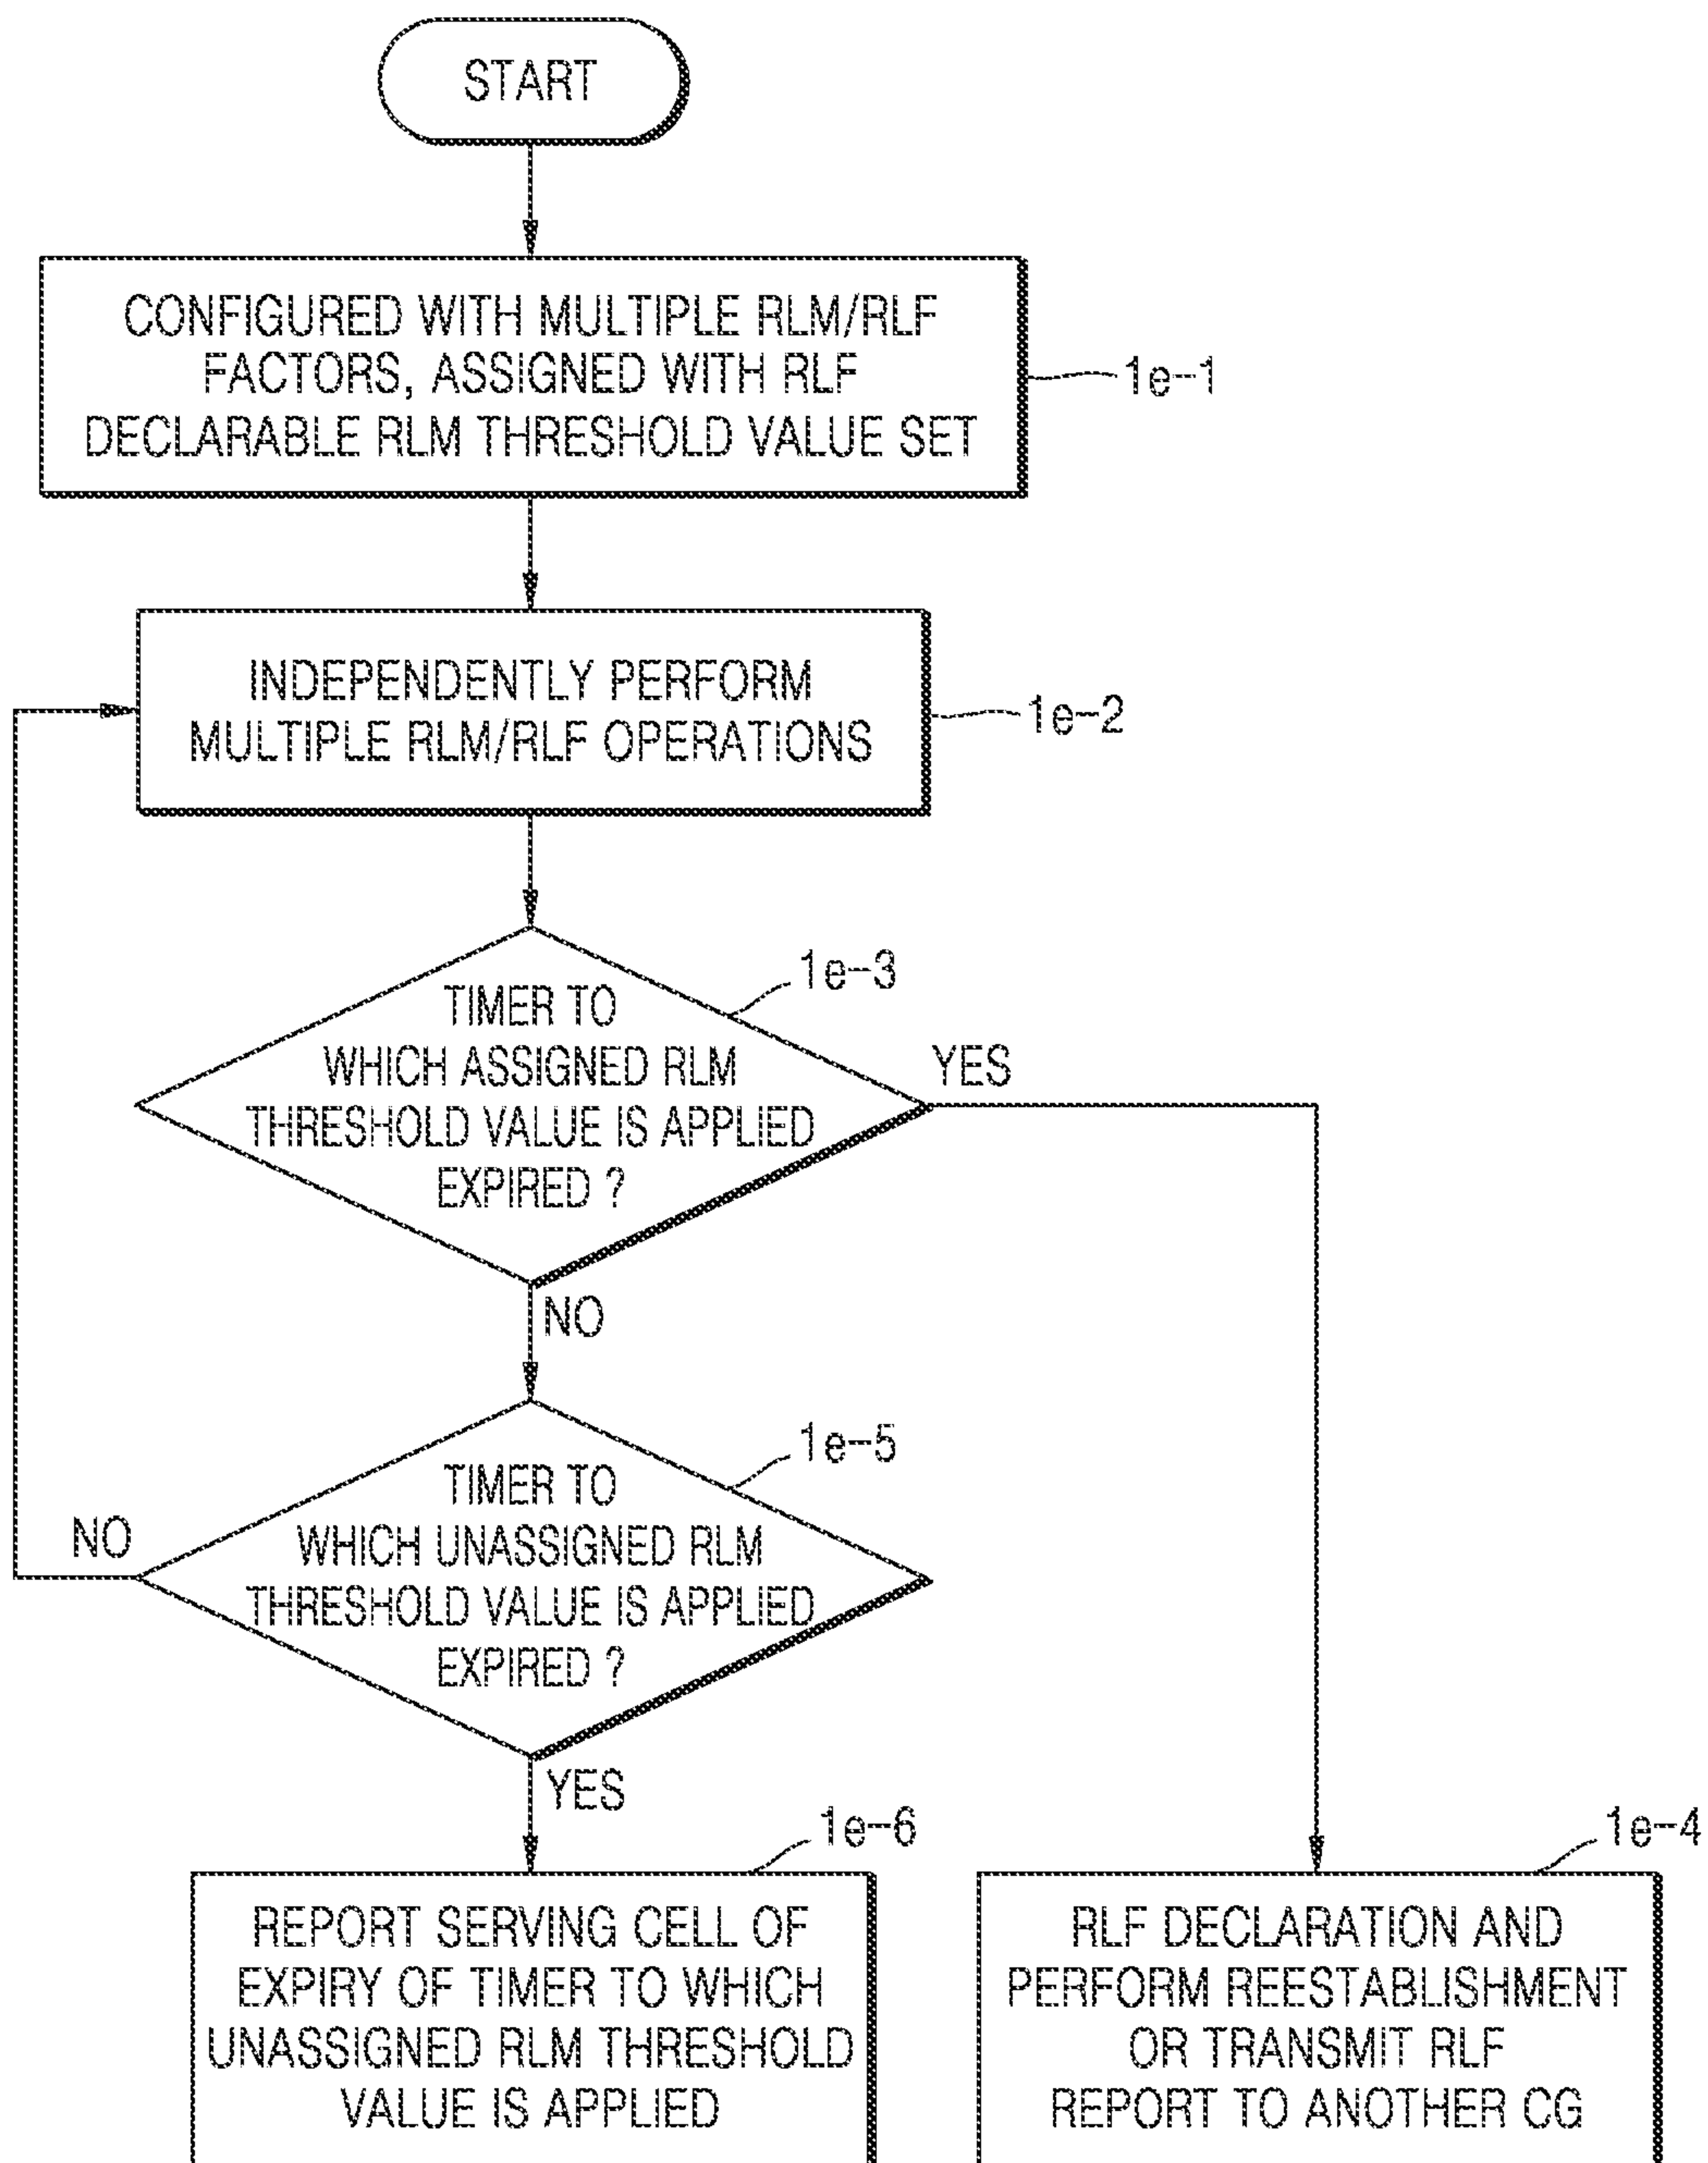 START
CONFIGURED WITH MULTIPLE RLM/RLF
FACTORS, ASSIGNED WITH RLF
DECLARABLE RLM THRESHOLD VALUE SET
1e-1
INDEPENDENTLY PERFORM
MULTIPLE RLM/RLF OPERATIONS
1e-2
1e-3
TIMER TO
WHICH ASSIGNED RLM
THRESHOLD VALUE IS APPLIED
EXPIRED ?
YES
NO
1e-5
TIMER TO
WHICH UNASSIGNED RLM
THRESHOLD VALUE IS APPLIED
EXPIRED ?
NO
YES
1e-6
REPORT SERVING CELL OF
EXPIRY OF TIMER TO WHICH
UNASSIGNED RLM THRESHOLD
VALUE IS APPLIED
1e-4
RLF DECLARATION AND
PERFORM REESTABLISHMENT
OR TRANSMIT RLF
REPORT TO ANOTHER CG